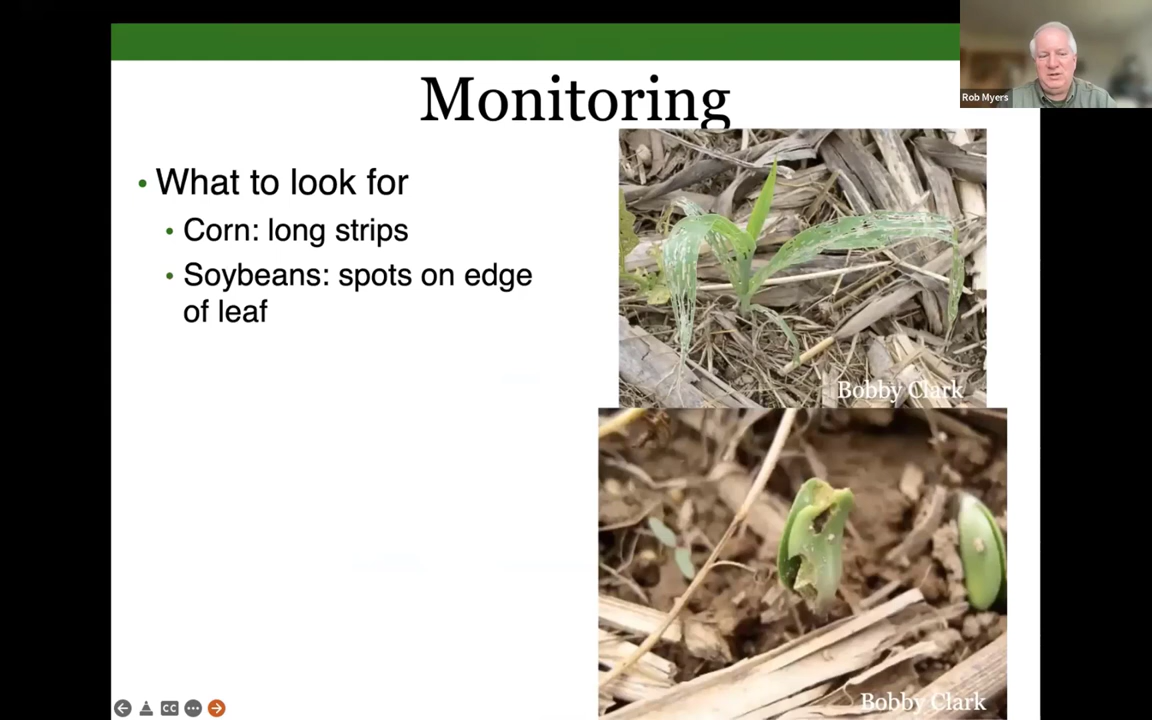 Monitoring
Rob Myers
• What to look for
• Corn: long strips
• Soybeans: spots on edge
of leaf
Bobby Clark
Bobby Clark
CC